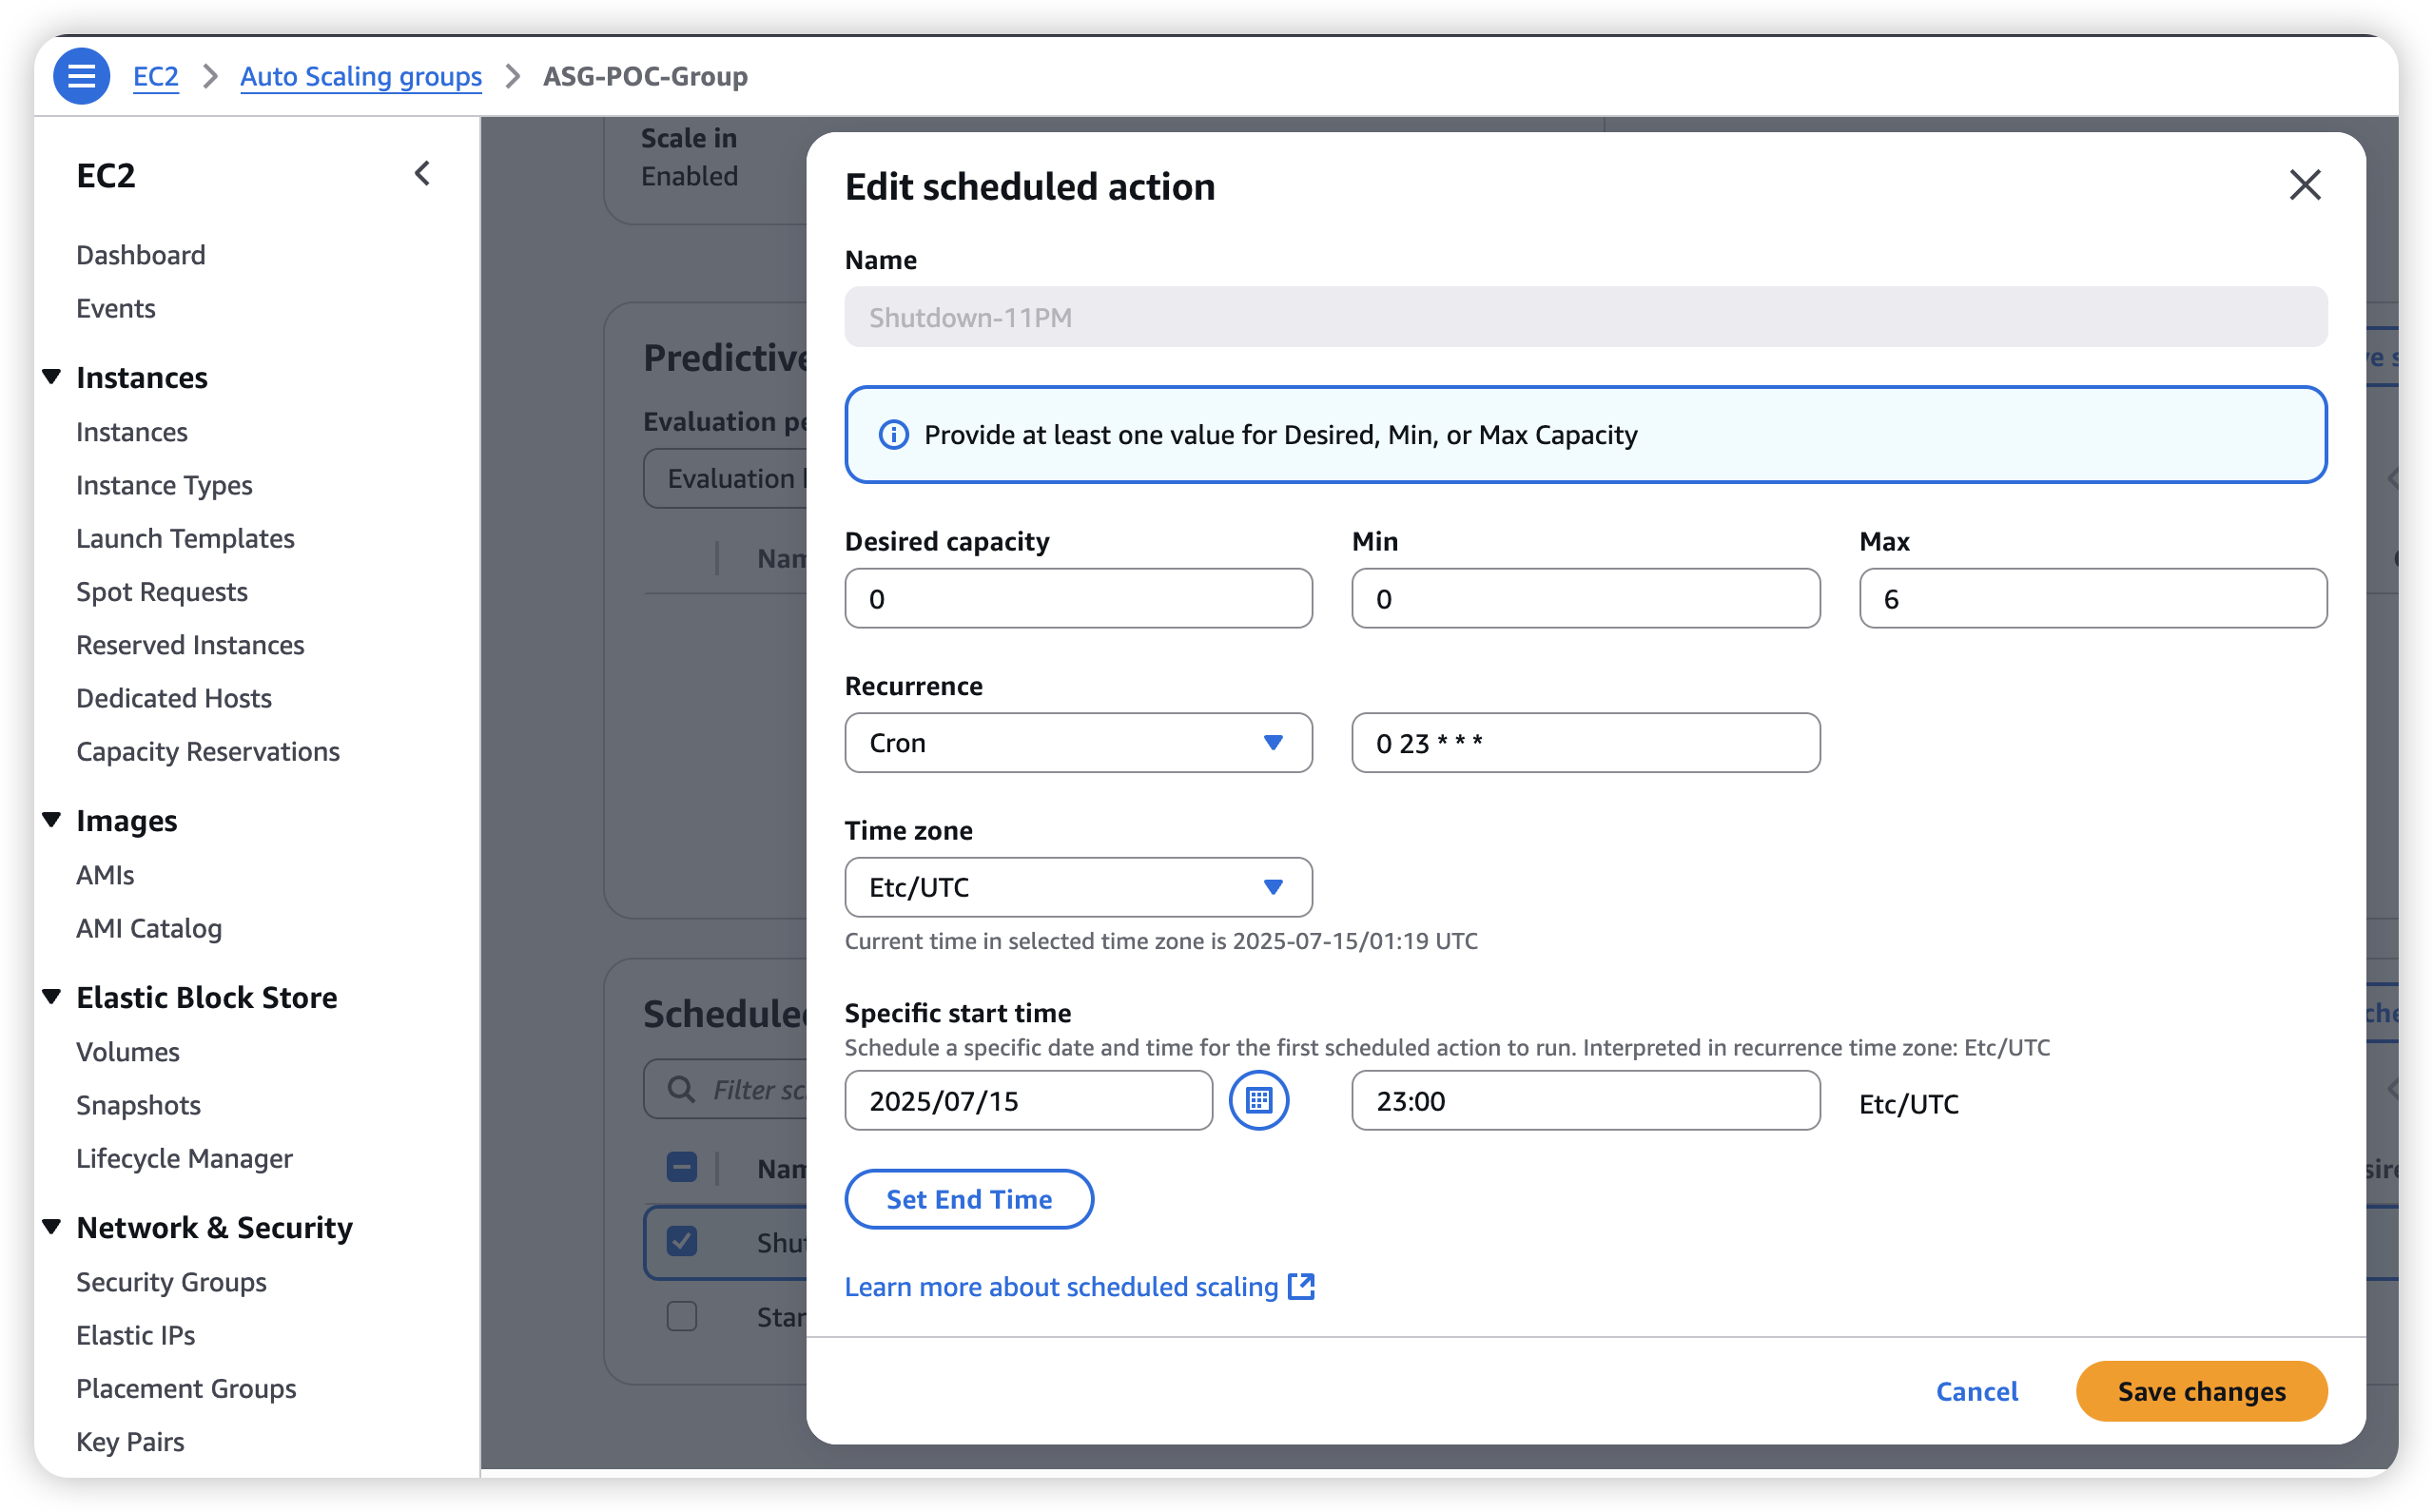 EC2 > Auto Scaling groups > ASG-POC-Group
EC2
Dashboard
Events
Instances
Instances
Instance Types
Launch Templates
Spot Requests
Reserved Instances
Dedicated Hosts
Capacity Reservations
Images
AMIs
AMI Catalog
Elastic Block Store
Volumes
Snapshots
Lifecycle Manager
Network & Security
Security Groups
Elastic IPs
Placement Groups
Key Pairs
Scale in
Enabled
Predictive
Evaluation
Evaluation
Edit scheduled action
Name
Shutdown-11PM
Provide at least one value for Desired, Min, or Max Capacity
Desired capacity Min Max
0 0 6
Recurrence
Cron 0 23 * * *
Time zone
Etc/UTC
Current time in selected time zone is 2025-07-15/01:19 UTC
Specific start time
Schedule a specific date and time for the first scheduled action to run. Interpreted in recurrence time zone: Etc/UTC
2025/07/15 23:00 Etc/UTC
Set End Time
Learn more about scheduled scaling
Cancel Save changes
Filter